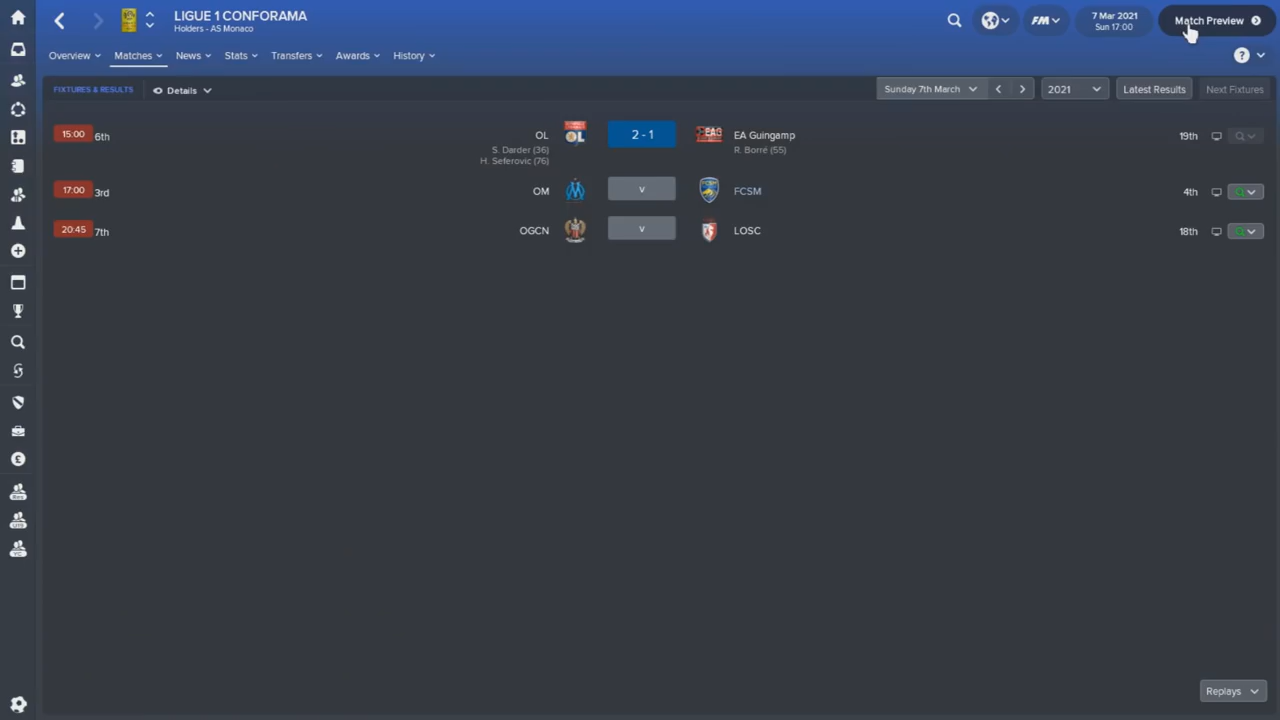 LIGUE 1 CONFORAMA
Holders - AS Monaco
FM
7 Mar 2021
Sun 17:00
Match Preview
Overview
Matches
News
Stats
Transfers
Awards
History
?
FIXTURES & RESULTS
Details
Sunday 7th March
2021
Latest Results
Next Fixtures
15:00 6th OL OL 2 - 1 EAG EA Guingamp 19th
S. Darder (36) R. Borré (55)
H. Seferovic (76)
17:00 3rd OM v FCSM 4th
20:45 7th OGCN v LOSC 18th
Replays